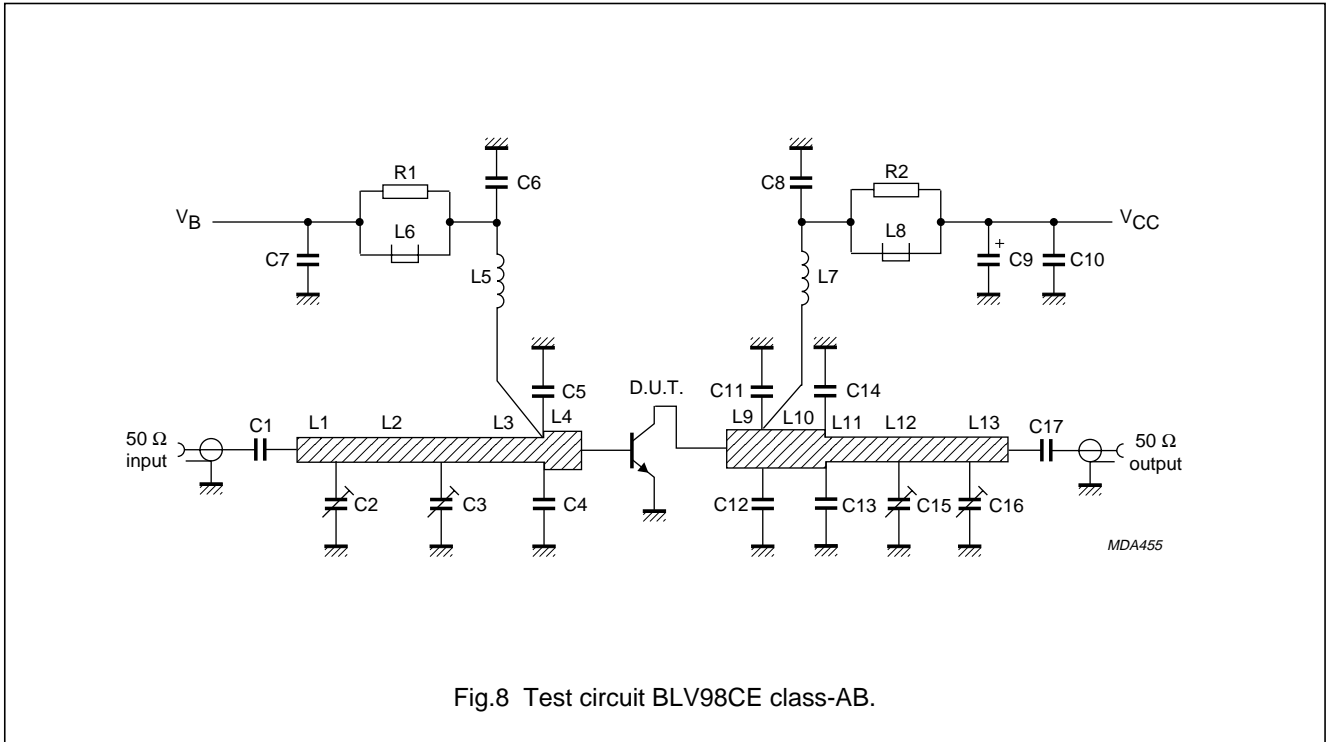 R1
C6
C8
R2
VB
L6
L8
VCC
C7
L5
L7
+
C9
C10
C5
D.U.T.
C11
C14
50 Ω
input
C1
L1
L2
L3
L4
L9
L10
L11
L12
L13
C17
50 Ω
output
C2
C3
C4
C12
C13
C15
C16
MDA455
Fig.8 Test circuit BLV98CE class-AB.